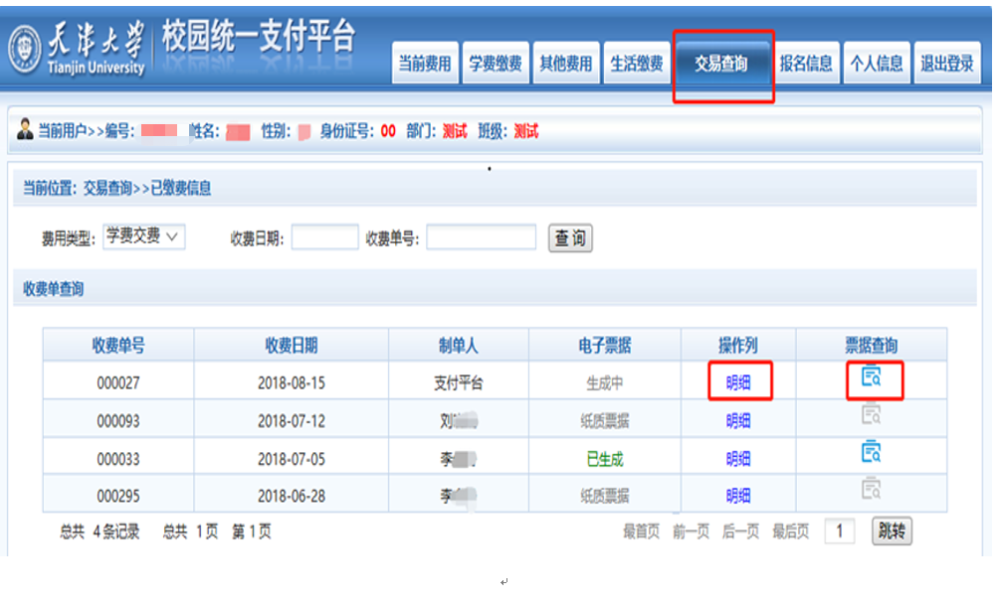 天津大学 校园统一支付平台
Tianjin University
当前费用 学费缴费 其他费用 生活缴费 交易查询 报名信息 个人信息 退出登录
当前用户>>编号: 姓名: 性别: 身份证号: 00 部门: 测试 班级: 测试
当前位置: 交易查询>>已缴费信息
费用类型: 学费交费 收费日期: 收费单号: 查询
收费单查询
收费单号 收费日期 制单人 电子票据 操作列 票据查询
000027 2018-08-15 支付平台 生成中 明细
000093 2018-07-12 刘 纸质票据 明细
000033 2018-07-05 李 已生成 明细
000295 2018-06-28 李 纸质票据 明细
总共 4条记录 总共 1页 第1页 最首页 前一页 后一页 最后页 1 跳转